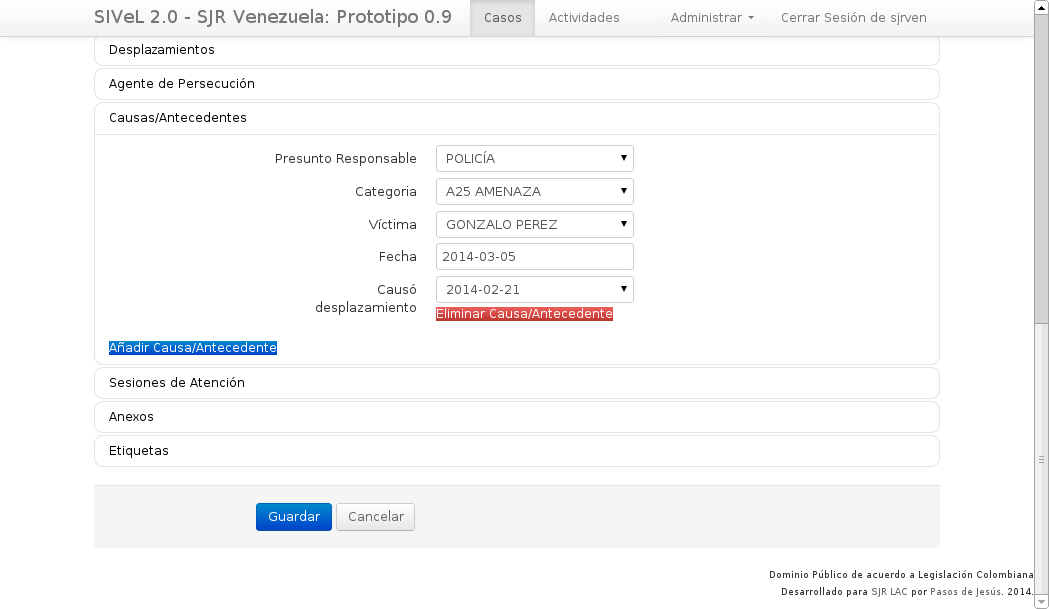 SIVeL 2.0 - SJR Venezuela: Prototipo 0.9 Casos Actividades Administrar Cerrar Sesión de sjrven
Desplazamientos
Agente de Persecución
Causas/Antecedentes
Presunto Responsable POLICÍA
Categoria A25 AMENAZA
Víctima GONZALO PEREZ
Fecha 2014-03-05
Causó desplazamiento 2014-02-21
Eliminar Causa/Antecedente
Añadir Causa/Antecedente
Sesiones de Atención
Anexos
Etiquetas
Guardar Cancelar
Dominio Público de acuerdo a Legislación Colombiana
Desarrollado para SJR LAC por Pasos de Jesús. 2014.